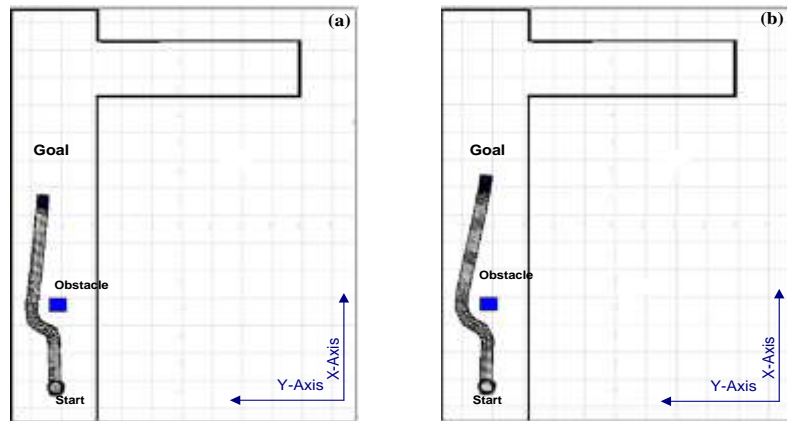 (a)
Goal
Obstacle
X-Axis
Y-Axis
Start
(b)
Goal
Obstacle
X-Axis
Y-Axis
Start